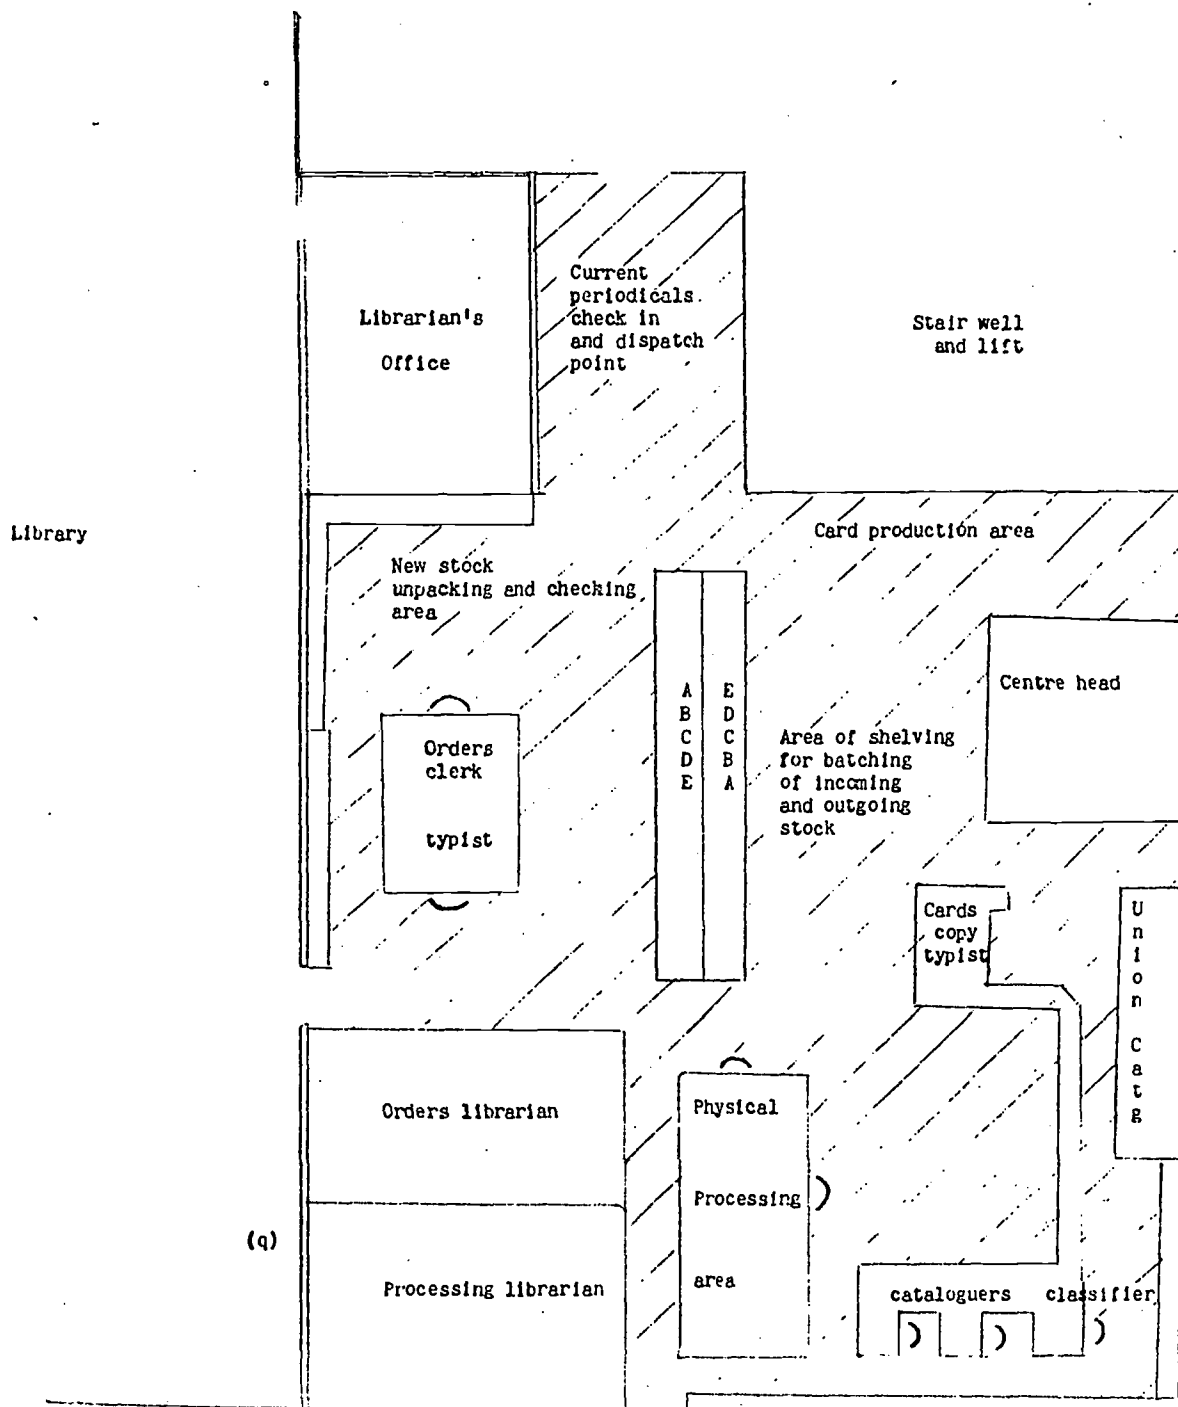 Current
periodicals.
check in
and dispatch
point
Librarian's
Office
Stair well
and lift
Library
Card production area
New stock
unpacking and checking
area
Centre head
A
B
C
D
E
E
D
C
B
A
Orders
clerk
typist
Area of shelving
for batching
of incoming
and outgoing
stock
Cards
copy
typist
U
n
i
o
n
C
a
t
g
Orders librarian
Physical
Processing
area
(q)
Processing librarian
cataloguers
classifier